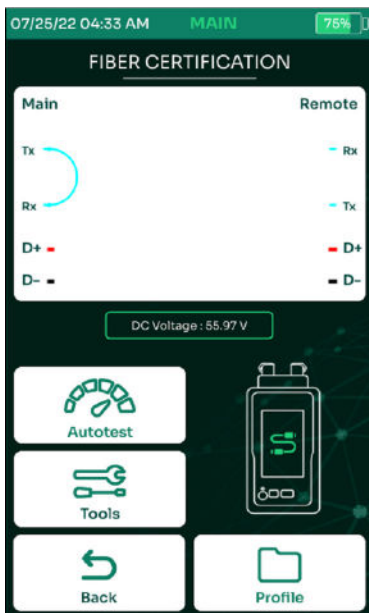 07/25/22 04:33 AM MAIN 75%
FIBER CERTIFICATION
Main Remote
Tx Rx
Rx Tx
D+ D+
D- D-
DC Voltage : 55.97 V
Autotest
Tools
Back Profile